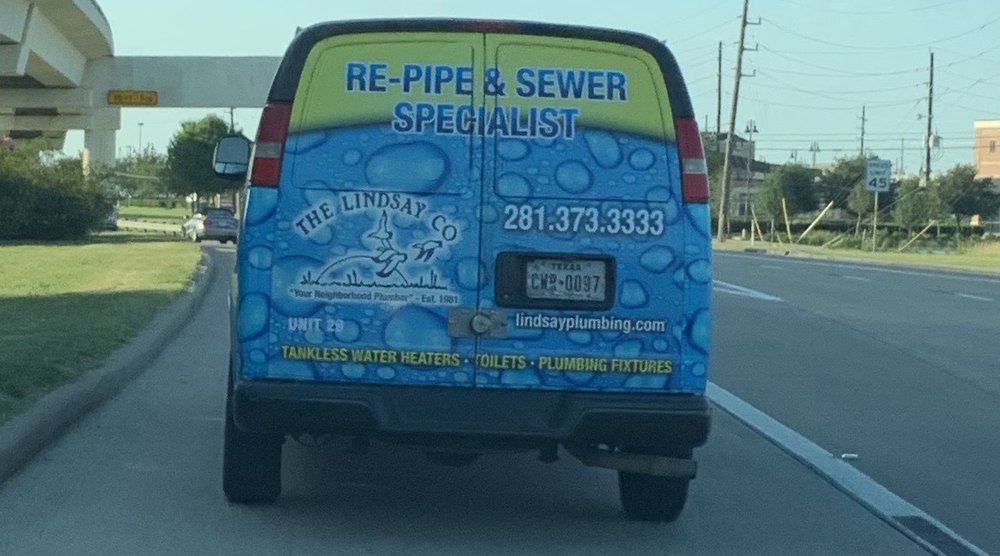 RE-PIPE & SEWER
SPECIALIST
THE LINDSAY CO
281.373.3333
TEXAS
CWP-0097
"Your Neighborhood Plumber" - Est. 1981
UNIT 29
lindsayplumbing.com
TANKLESS WATER HEATERS · TOILETS · PLUMBING FIXTURES
SPEED
LIMIT
45